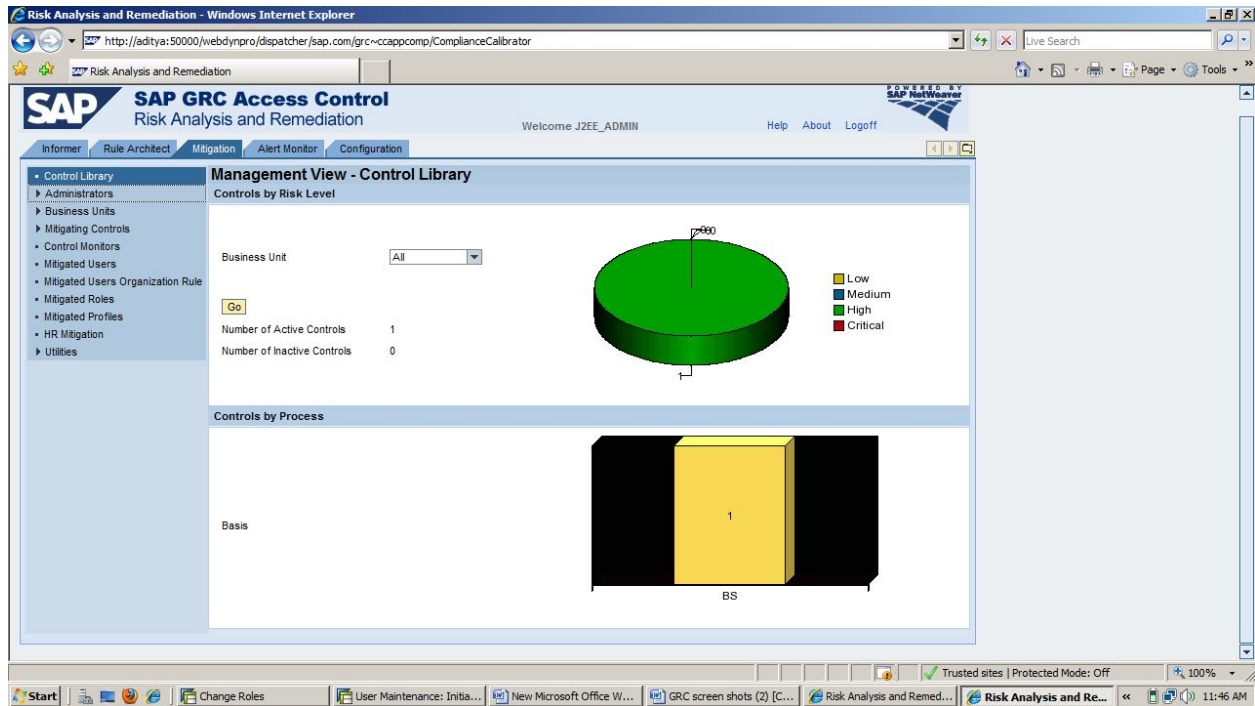 Risk Analysis and Remediation - Windows Internet Explorer
http://aditya:50000/webdynpro/dispatcher/sap.com/grc~ccappcomp/ComplianceCalibrator
Live Search
Risk Analysis and Remediation
Page
Tools
SAP
SAP GRC Access Control
Risk Analysis and Remediation
Welcome J2EE_ADMIN
Help About Logoff
POWERED BY
SAP NetWeaver
Informer Rule Architect Mitigation Alert Monitor Configuration
Control Library
Administrators
Business Units
Mitigating Controls
Control Monitors
Mitigated Users
Mitigated Users Organization Rule
Mitigated Roles
Mitigated Profiles
HR Mitigation
Utilities
Management View - Control Library
Controls by Risk Level
Business Unit All
Go
Number of Active Controls 1
Number of Inactive Controls 0
1
Low
Medium
High
Critical
Controls by Process
Basis
1
BS
Trusted sites | Protected Mode: Off
100%
Start
Change Roles
User Maintenance: Initia...
New Microsoft Office W...
GRC screen shots (2) [C...
Risk Analysis and Remed...
Risk Analysis and Re...
11:46 AM